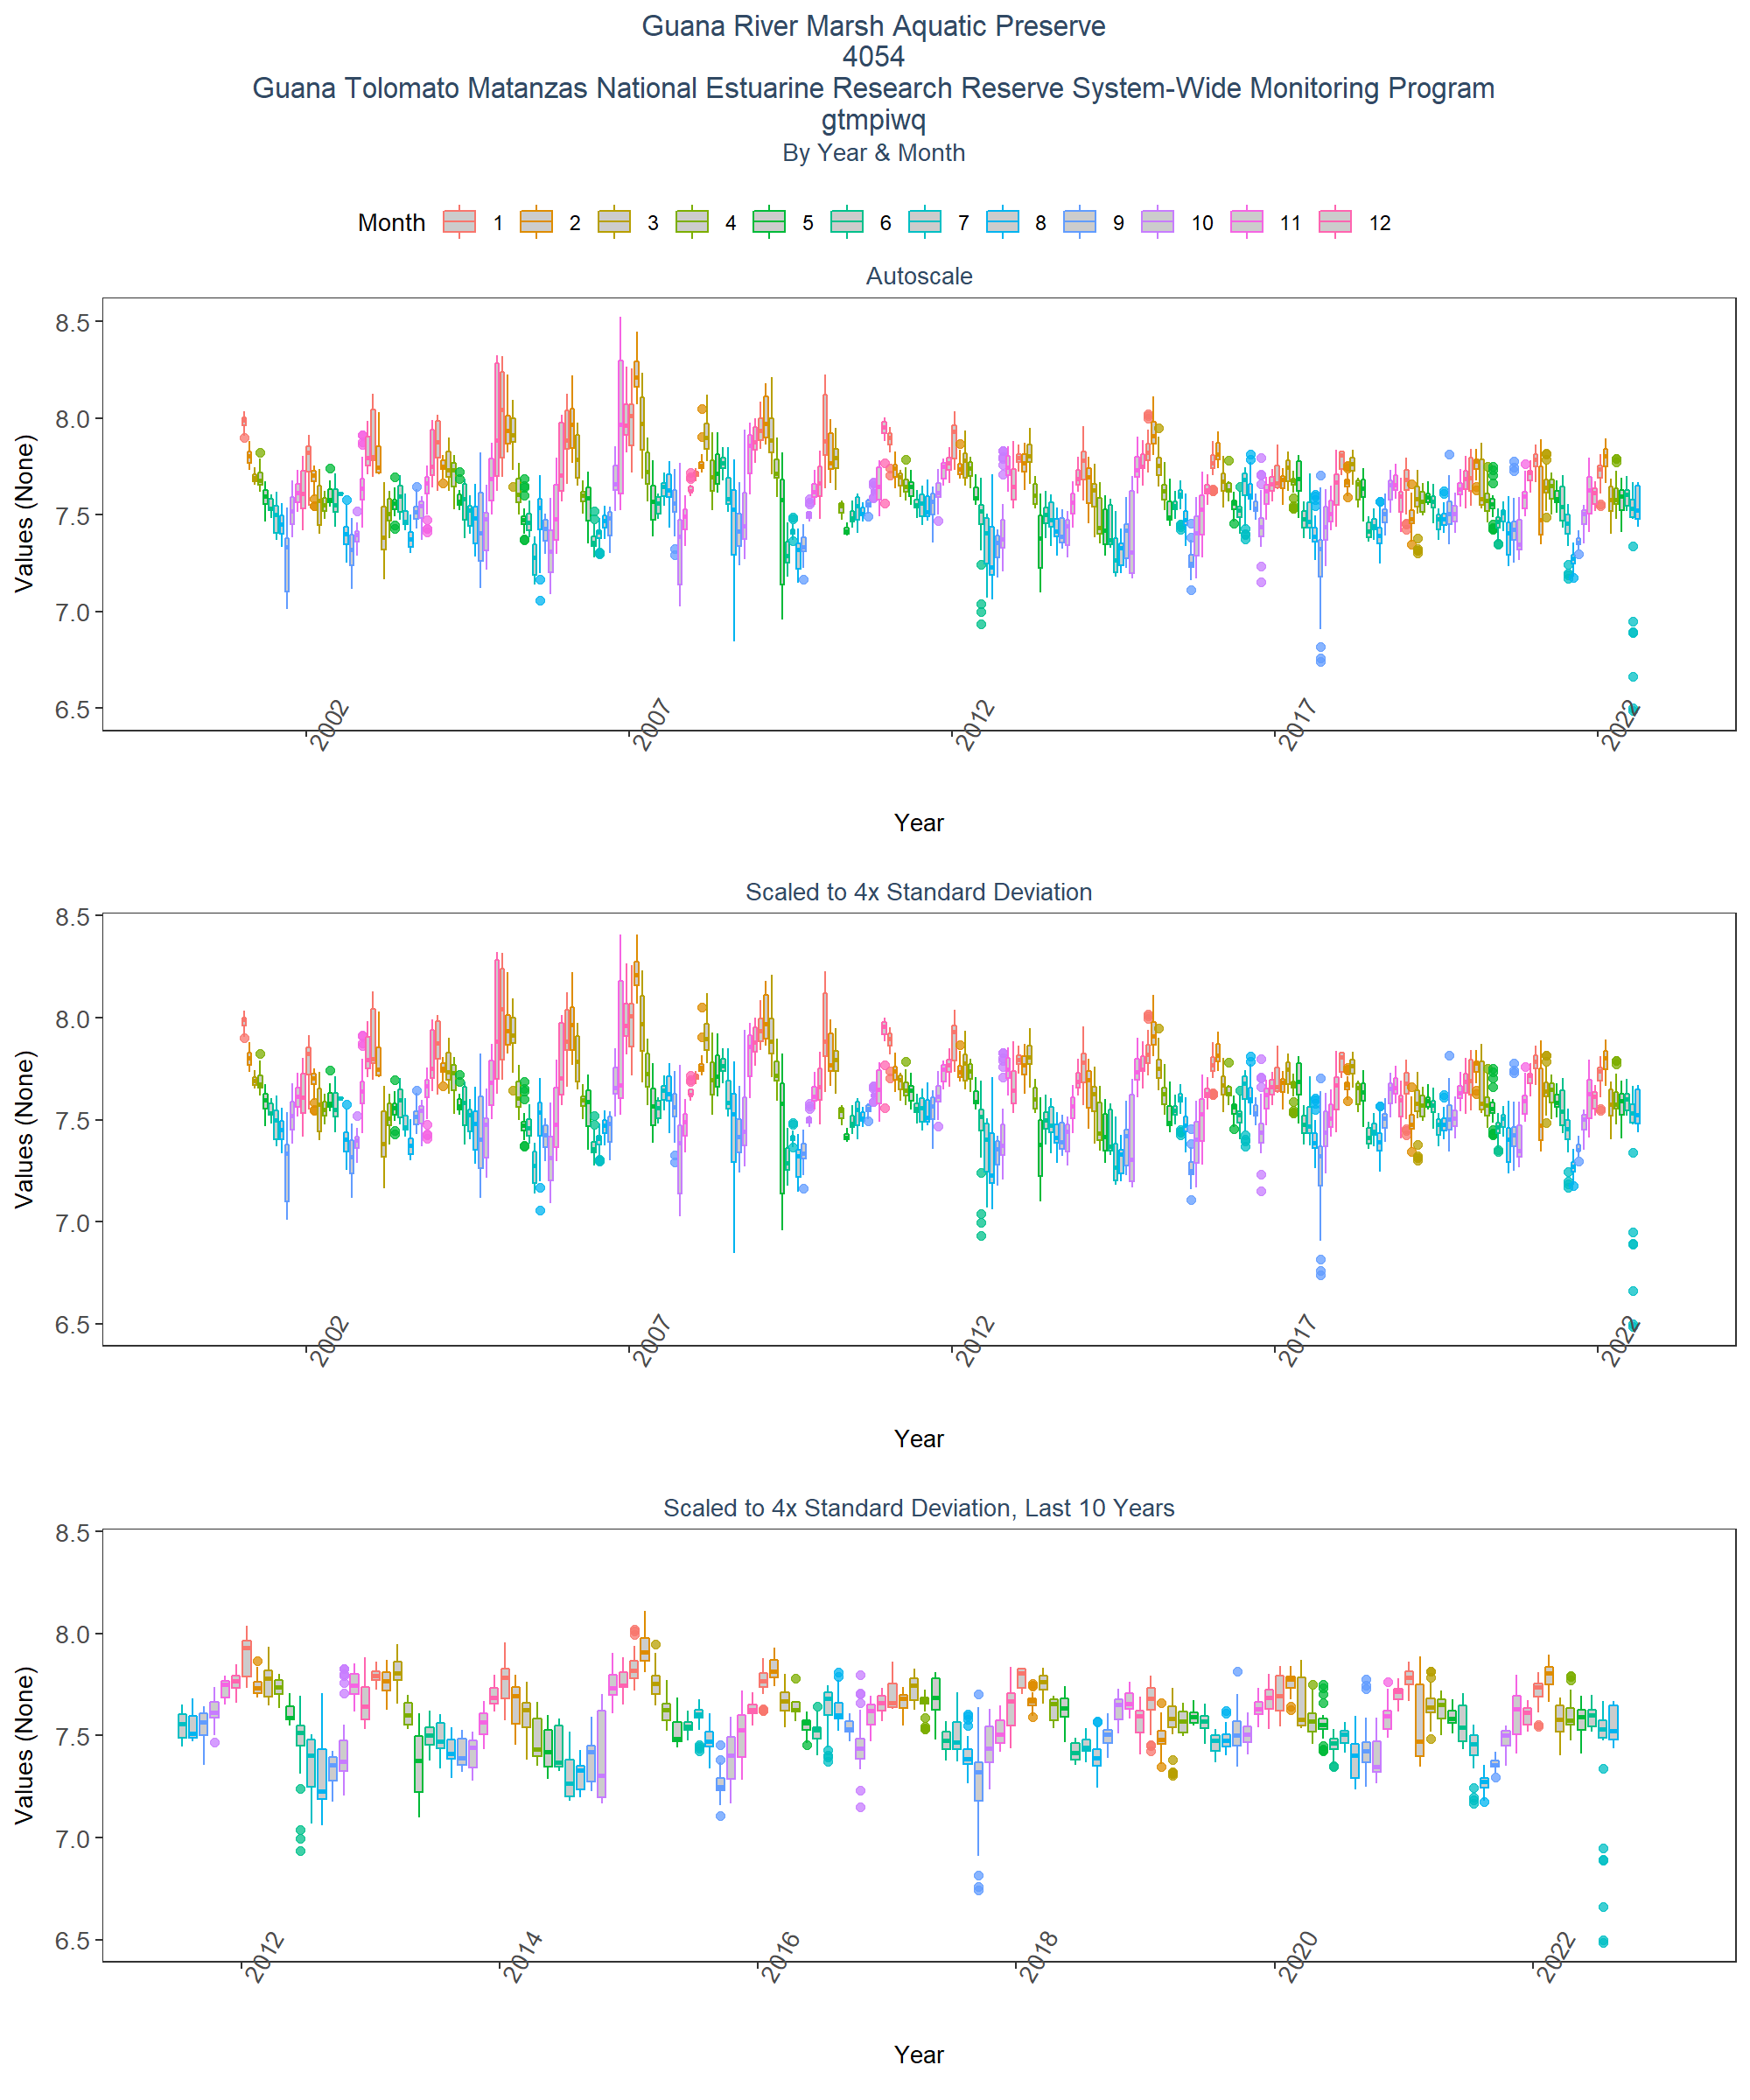 Guana River Marsh Aquatic Preserve
4054
Guana Tolomato Matanzas National Estuarine Research Reserve System-Wide Monitoring Program
gtmpiwq
By Year & Month
Month 1 2 3 4 5 6 7 8 9 10 11 12
Autoscale
Values (None)
8.5
8.0
7.5
7.0
6.5
2002 2007 2012 2017 2022
Year
Scaled to 4x Standard Deviation
Values (None)
8.5
8.0
7.5
7.0
6.5
2002 2007 2012 2017 2022
Year
Scaled to 4x Standard Deviation, Last 10 Years
Values (None)
8.5
8.0
7.5
7.0
6.5
2012 2014 2016 2018 2020 2022
Year